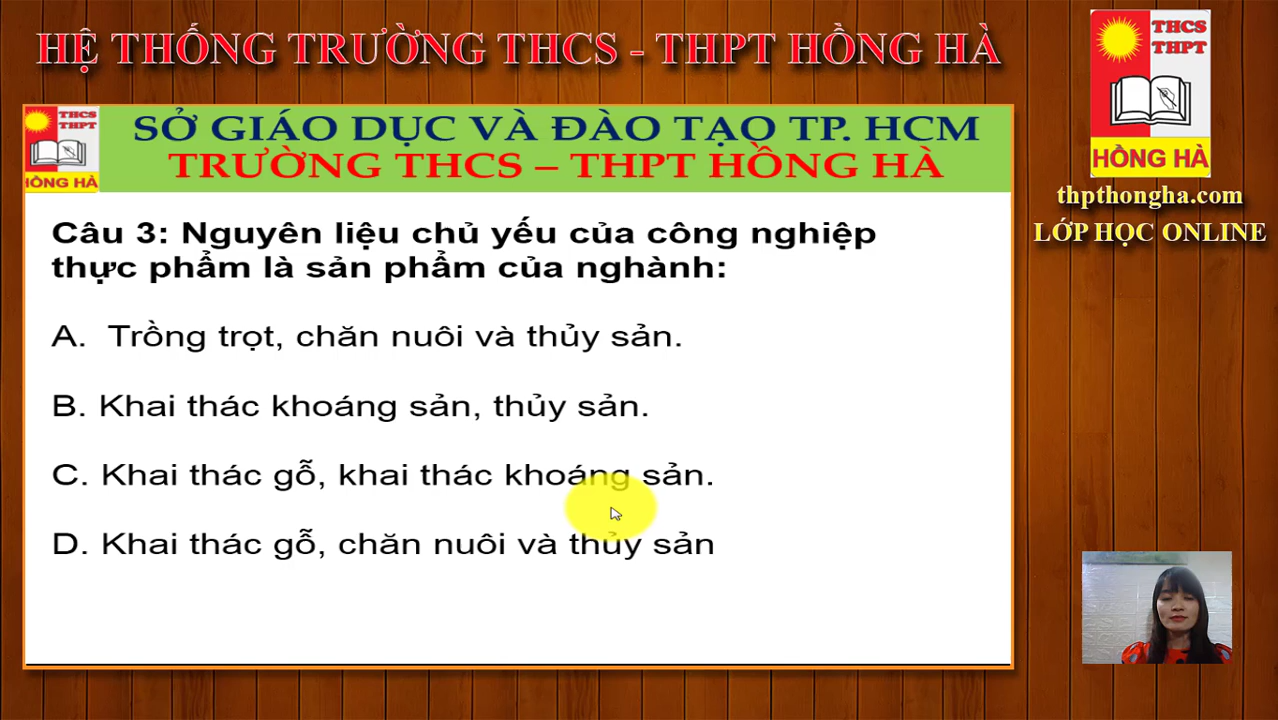 HỆ THỐNG TRƯỜNG THCS - THPT HỒNG HÀ
THCS
THPT
HỒNG HÀ
thpthongha.com
LỚP HỌC ONLINE
THCS
THPT
HỒNG HÀ
SỞ GIÁO DỤC VÀ ĐÀO TẠO TP. HCM
TRƯỜNG THCS – THPT HỒNG HÀ
Câu 3: Nguyên liệu chủ yếu của công nghiệp
thực phẩm là sản phẩm của nghành:
A. Trồng trọt, chăn nuôi và thủy sản.
B. Khai thác khoáng sản, thủy sản.
C. Khai thác gỗ, khai thác khoáng sản.
D. Khai thác gỗ, chăn nuôi và thủy sản